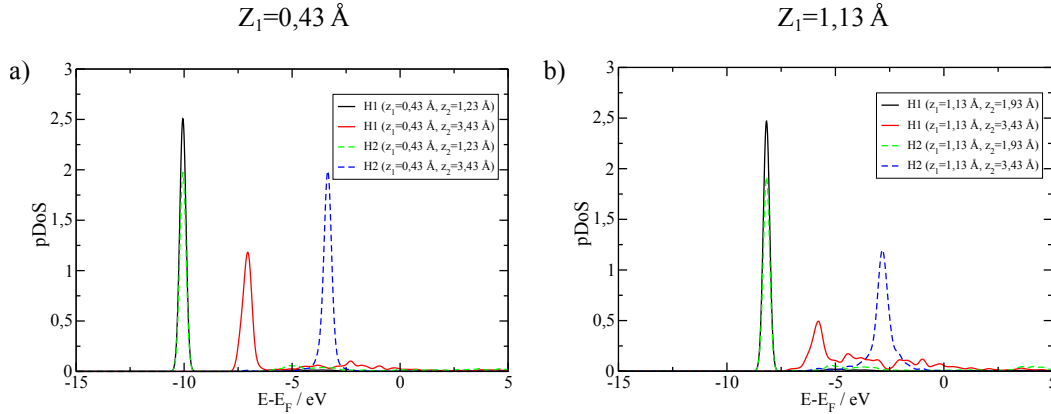 Z₁=0,43 Å
Z₁=1,13 Å
a)
3
2,5
2
1,5
1
0,5
0
pDoS
H1 (z₁=0,43 Å, z₂=1,23 Å)
H1 (z₁=0,43 Å, z₂=3,43 Å)
H2 (z₁=0,43 Å, z₂=1,23 Å)
H2 (z₁=0,43 Å, z₂=3,43 Å)
-15 -10 -5 0 5
E-E_F / eV
b)
3
2,5
2
1,5
1
0,5
0
pDoS
H1 (z₁=1,13 Å, z₂=1,93 Å)
H1 (z₁=1,13 Å, z₂=3,43 Å)
H2 (z₁=1,13 Å, z₂=1,93 Å)
H2 (z₁=1,13 Å, z₂=3,43 Å)
-15 -10 -5 0 5
E-E_F / eV